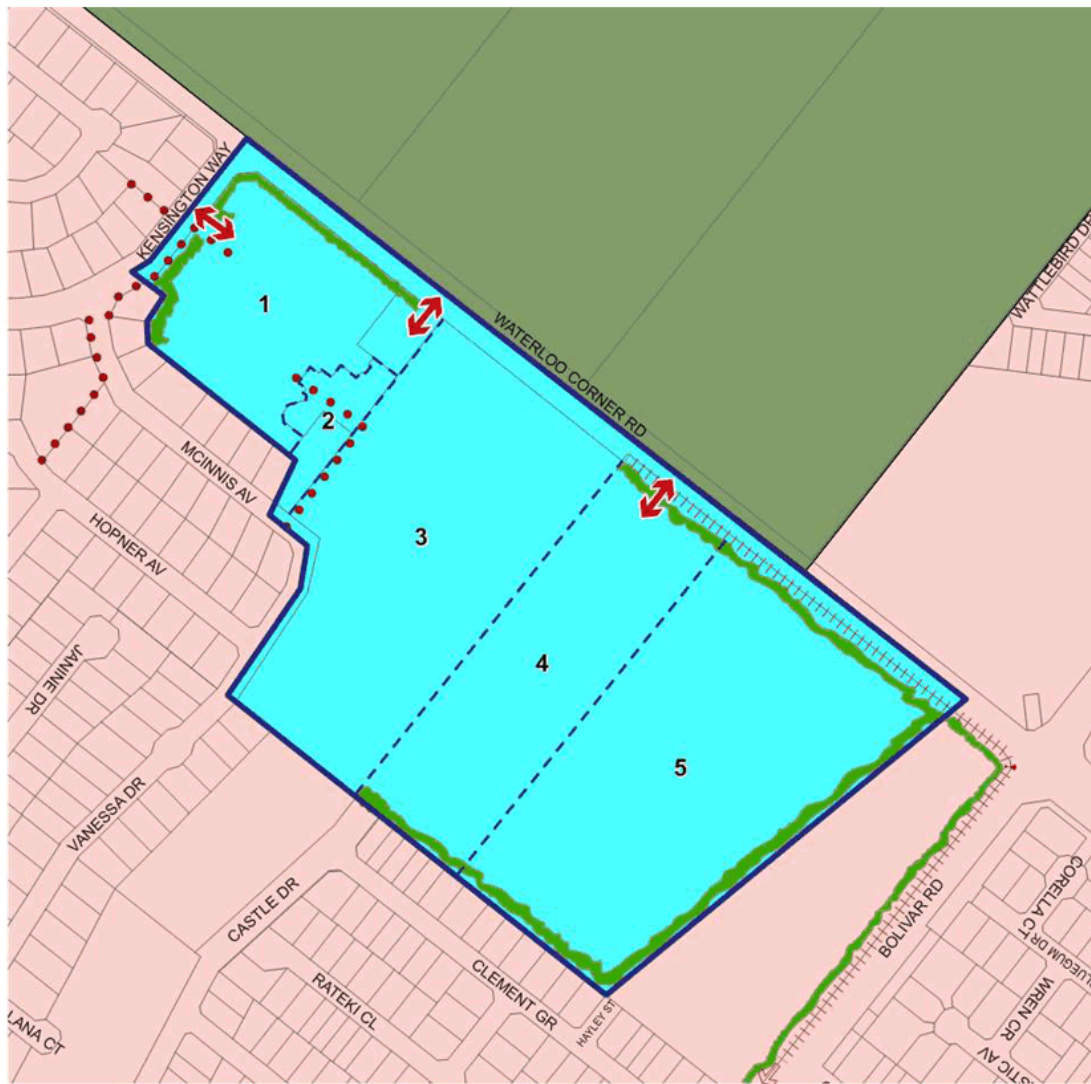 KENSINGTON WAY
WATTLEBIRD DR
1
WATERLOO CORNER RD
2
MCINNIS AV
3
HOPNER AV
JANINE DR
4
5
VANESSA DR
CASTLE DR
CORELLA CT
BOLIVAR RD
CLEMENT GR
RATEKI CL
HAYLEY ST
WREN CR
LANA CT